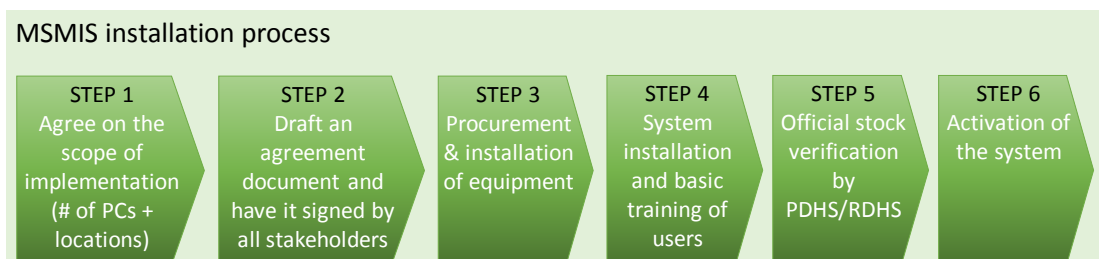 MSMIS installation process
STEP 1
Agree on the
scope of
implementation
(# of PCs +
locations)
STEP 2
Draft an
agreement
document and
have it signed by
all stakeholders
STEP 3
Procurement
& installation
of equipment
STEP 4
System
installation
and basic
training of
users
STEP 5
Official stock
verification
by
PDHS/RDHS
STEP 6
Activation of
the system